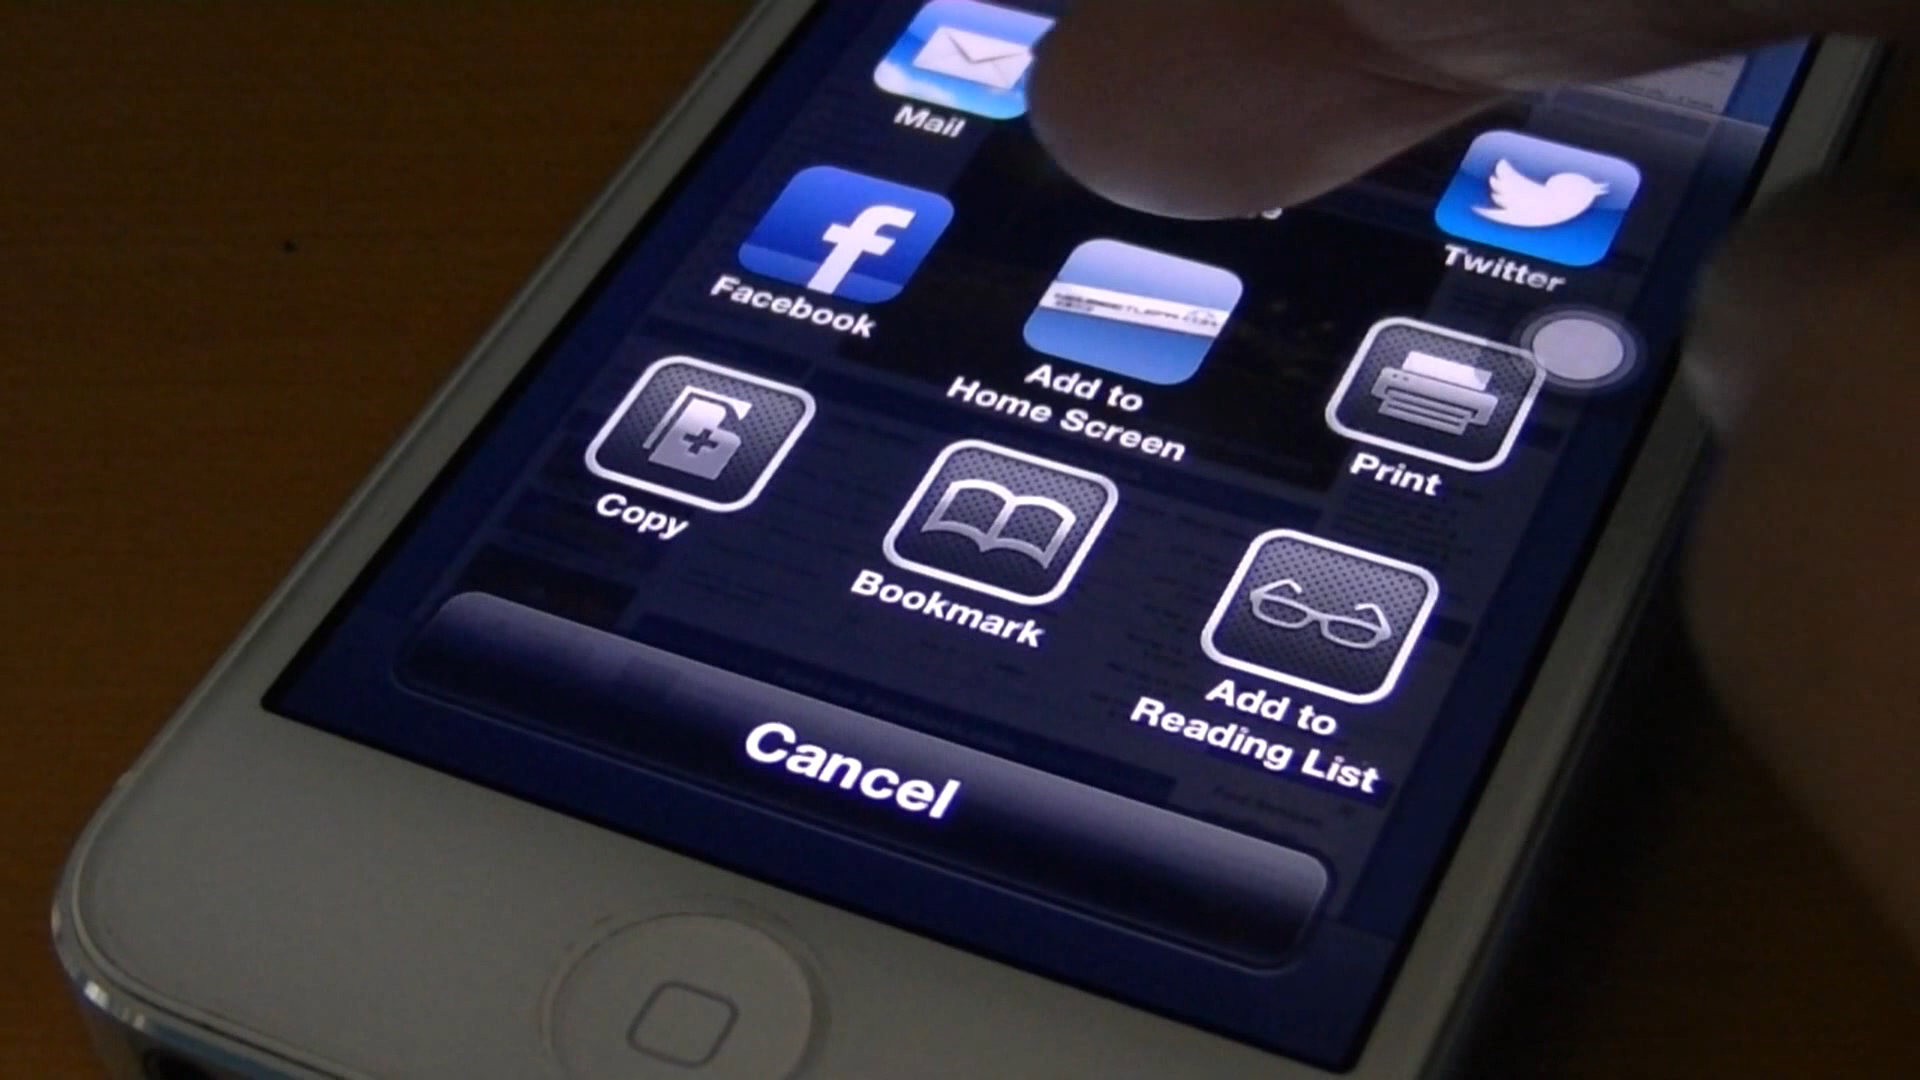 Mail
Twitter
Facebook
Add to
Home Screen
Print
Copy
Bookmark
Add to
Reading List
Cancel